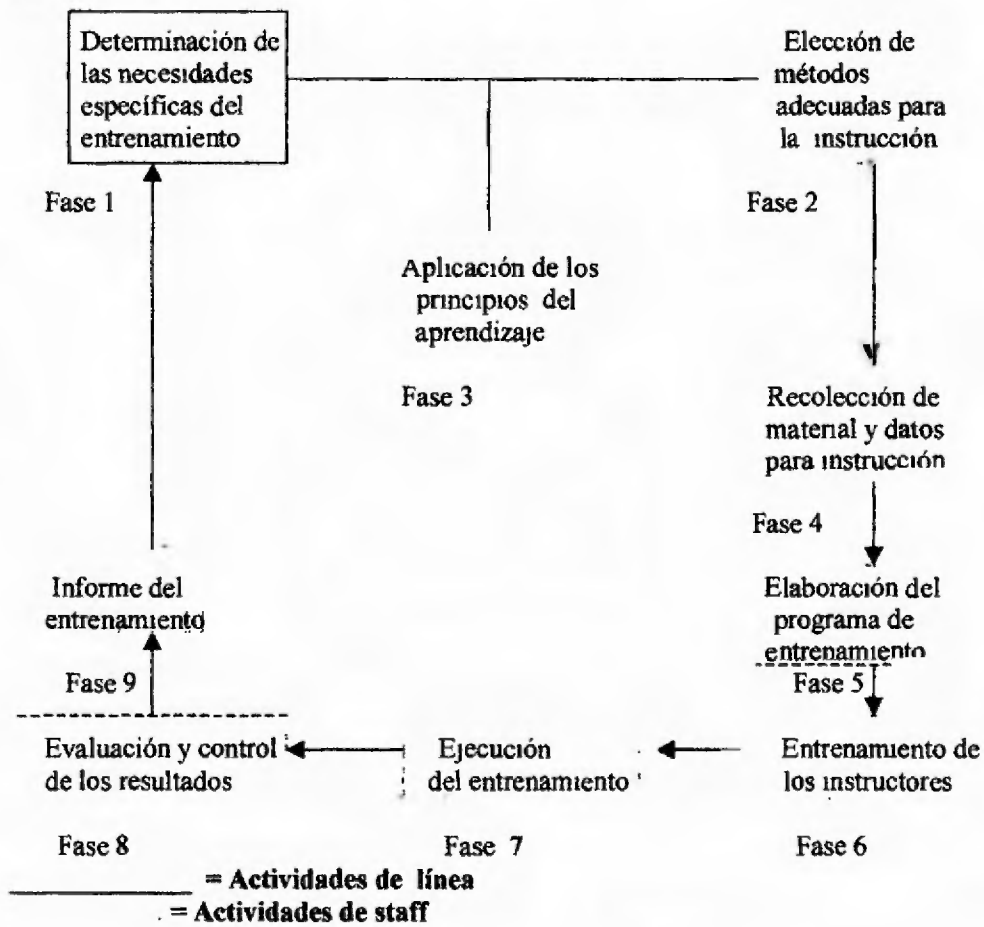 Determinación de
las necesidades
específicas del
entrenamiento
Fase 1
Elección de
métodos
adecuadas para
la instrucción
Fase 2
Aplicación de los
principios del
aprendizaje
Fase 3
Recolección de
material y datos
para instrucción
Fase 4
Elaboración del
programa de
entrenamiento
Fase 5
Entrenamiento de
los instructores
Fase 6
Ejecución
del entrenamiento
Fase 7
Evaluación y control
de los resultados
Fase 8
Informe del
entrenamiento
Fase 9
= Actividades de línea
= Actividades de staff